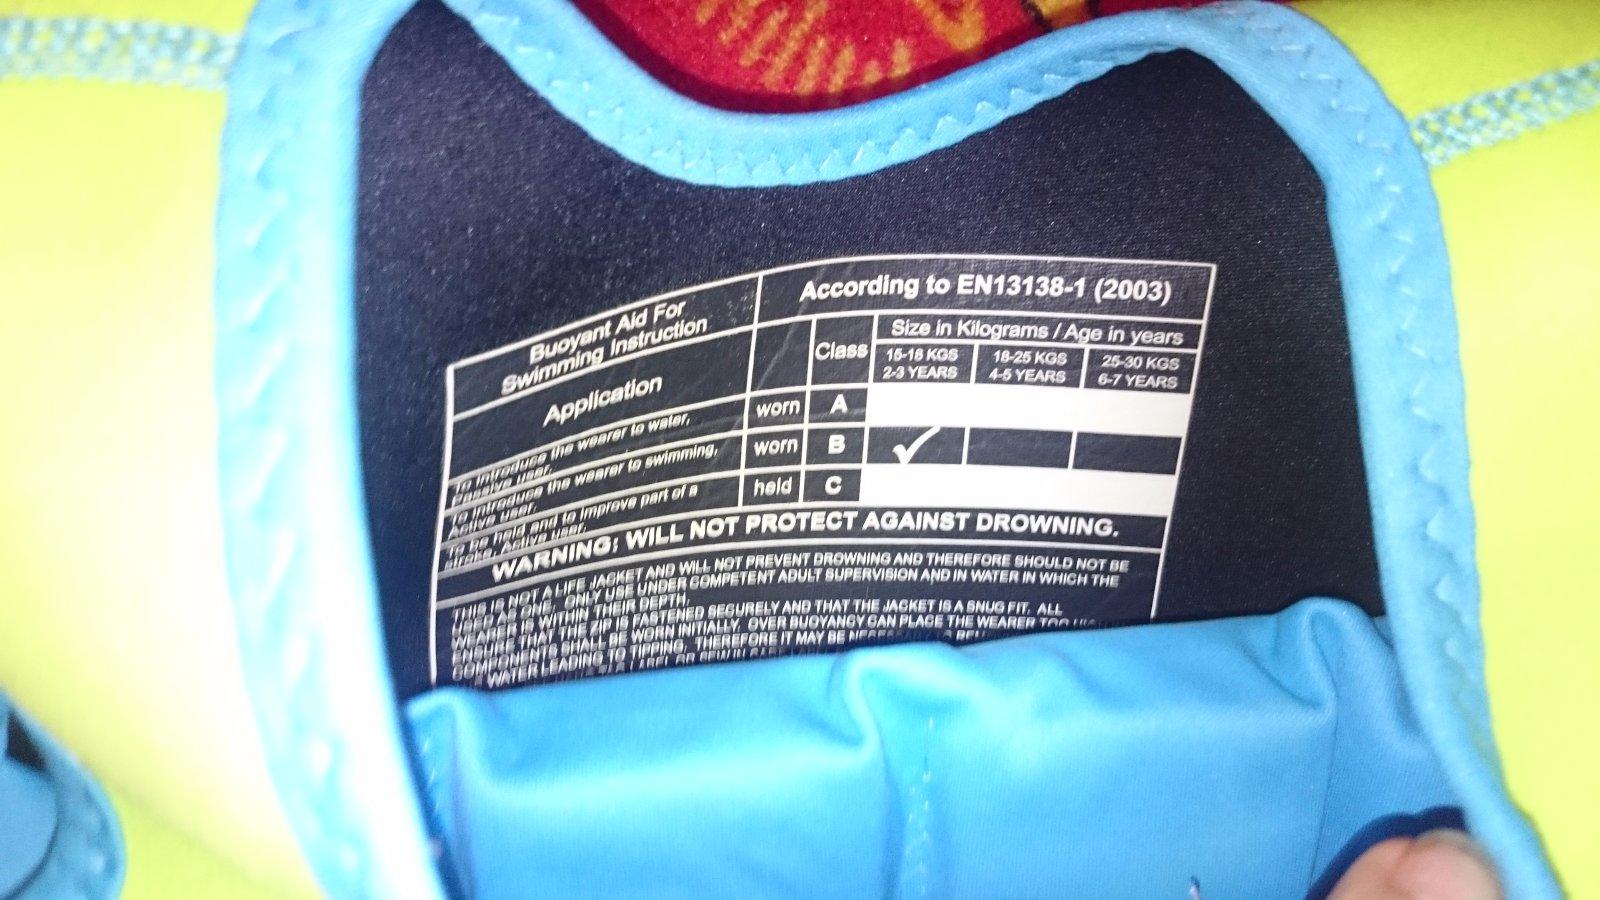 Buoyant Aid For
Swimming Instruction
According to EN13138-1 (2003)
Application
Class
Size in Kilograms / Age in years
15-18 KGS
2-3 YEARS
18-25 KGS
4-5 YEARS
25-30 KGS
6-7 YEARS
To introduce the wearer to water,
Passive user.
worn A
To introduce the wearer to swimming,
Active user.
worn B ✓
To be held and to improve part of a
stroke, Active user.
held C
WARNING: WILL NOT PROTECT AGAINST DROWNING.
THIS IS NOT A LIFE JACKET AND WILL NOT PREVENT DROWNING AND THEREFORE SHOULD NOT BE
USED AS ONE. ONLY USE UNDER COMPETENT ADULT SUPERVISION AND IN WATER IN WHICH THE
WEARER IS WITHIN THEIR DEPTH.
ENSURE THAT THE ZIP IS FASTENED SECURELY AND THAT THE JACKET IS A SNUG FIT. ALL
COMPONENTS SHALL BE WORN INITIALLY. OVER BUOYANCY CAN PLACE THE WEARER TOO
WATER LEADING TO TIPPING. THEREFORE IT MAY BE
LABEL OR